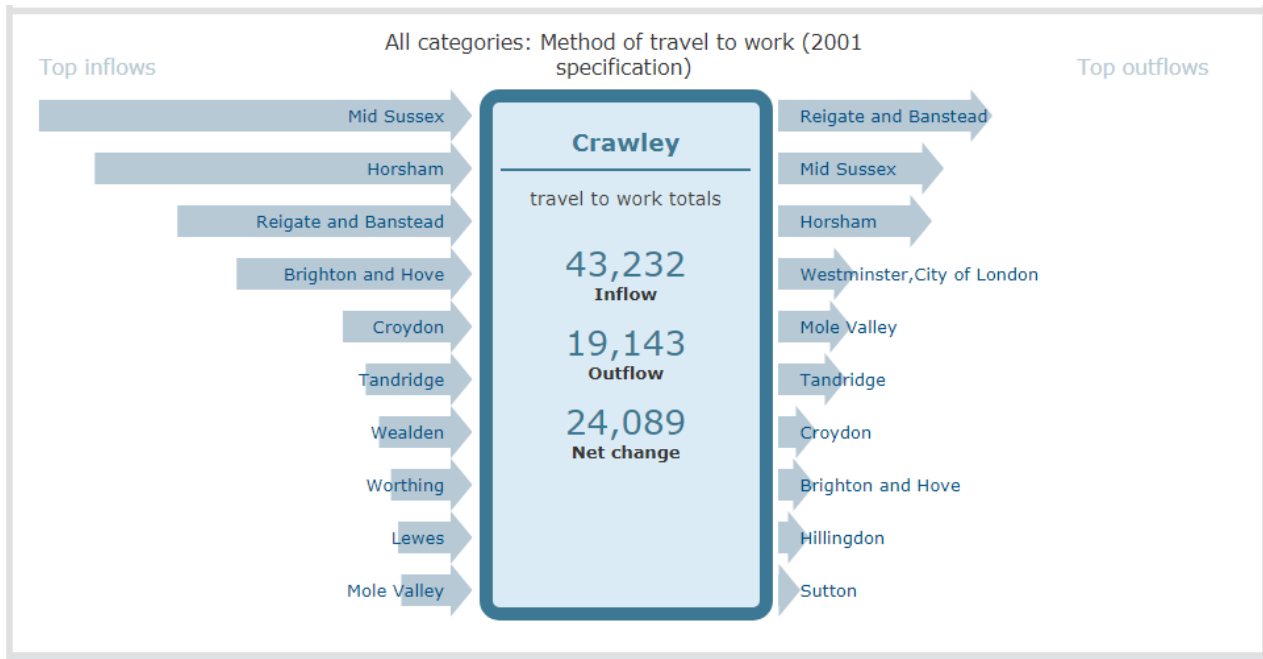 All categories: Method of travel to work (2001
specification)
Top inflows
Top outflows
Mid Sussex
Horsham
Reigate and Banstead
Brighton and Hove
Croydon
Tandridge
Wealden
Worthing
Lewes
Mole Valley
Crawley
travel to work totals
43,232
Inflow
19,143
Outflow
24,089
Net change
Reigate and Banstead
Mid Sussex
Horsham
Westminster,City of London
Mole Valley
Tandridge
Croydon
Brighton and Hove
Hillingdon
Sutton